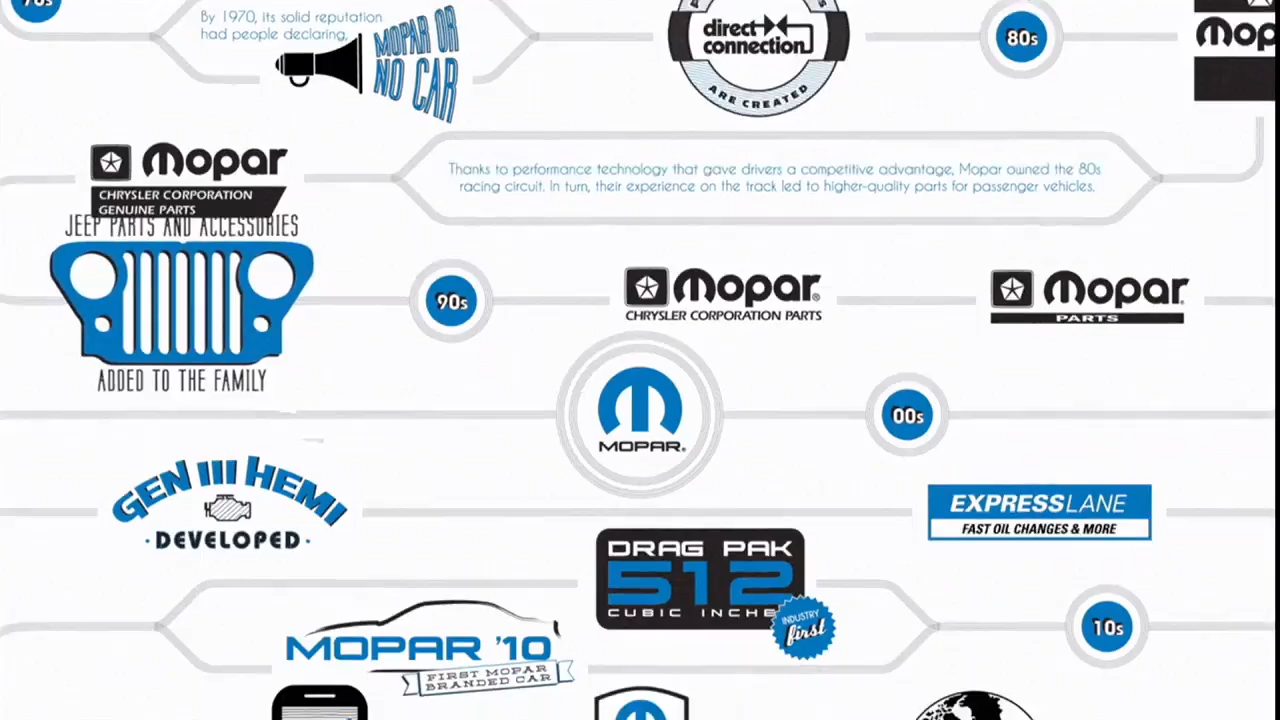 70s
By 1970, its solid reputation
had people declaring,
MOPAR OR
NO CAR
direct
connection
ARE CREATED
80s
mop
mopar
CHRYSLER CORPORATION
GENUINE PARTS
Thanks to performance technology that gave drivers a competitive advantage, Mopar owned the 80s
racing circuit. In turn, their experience on the track led to higher-quality parts for passenger vehicles.
JEEP PARTS AND ACCESSORIES
ADDED TO THE FAMILY
90s
mopar®
CHRYSLER CORPORATION PARTS
mopar
PARTS
MOPAR®
00s
GEN III HEMI
·DEVELOPED·
EXPRESSLANE
FAST OIL CHANGES & MORE
DRAG PAK
512
CUBIC INCHE
INDUSTRY
first
MOPAR '10
FIRST MOPAR
BRANDED CAR
10s